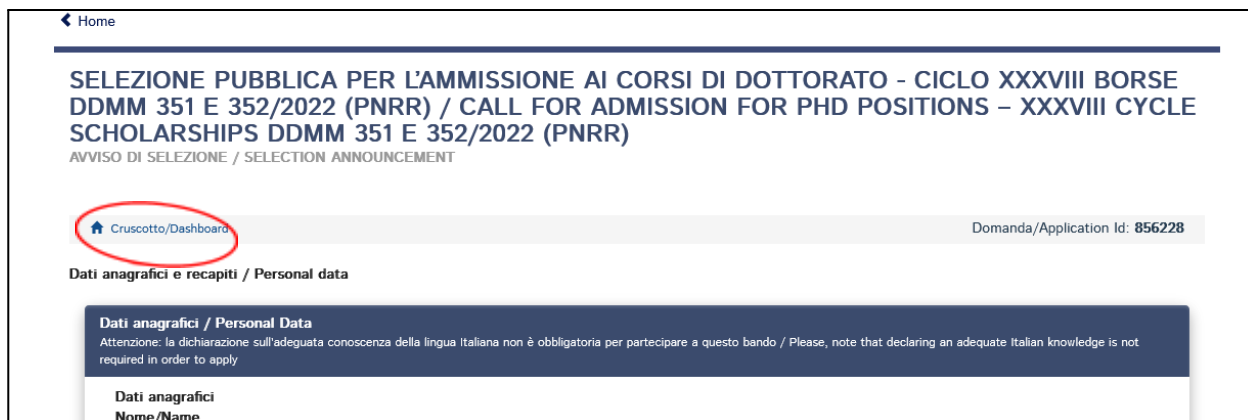 Home
SELEZIONE PUBBLICA PER L'AMMISSIONE AI CORSI DI DOTTORATO - CICLO XXXVIII BORSE
DDMM 351 E 352/2022 (PNRR) / CALL FOR ADMISSION FOR PHD POSITIONS – XXXVIII CYCLE
SCHOLARSHIPS DDMM 351 E 352/2022 (PNRR)
AVVISO DI SELEZIONE / SELECTION ANNOUNCEMENT
Cruscotto/Dashboard Domanda/Application Id: 856228
Dati anagrafici e recapiti / Personal data
Dati anagrafici / Personal Data
Attenzione: la dichiarazione sull'adeguata conoscenza della lingua Italiana non è obbligatoria per partecipare a questo bando / Please, note that declaring an adequate Italian knowledge is not
required in order to apply
Dati anagrafici
Nome/Name